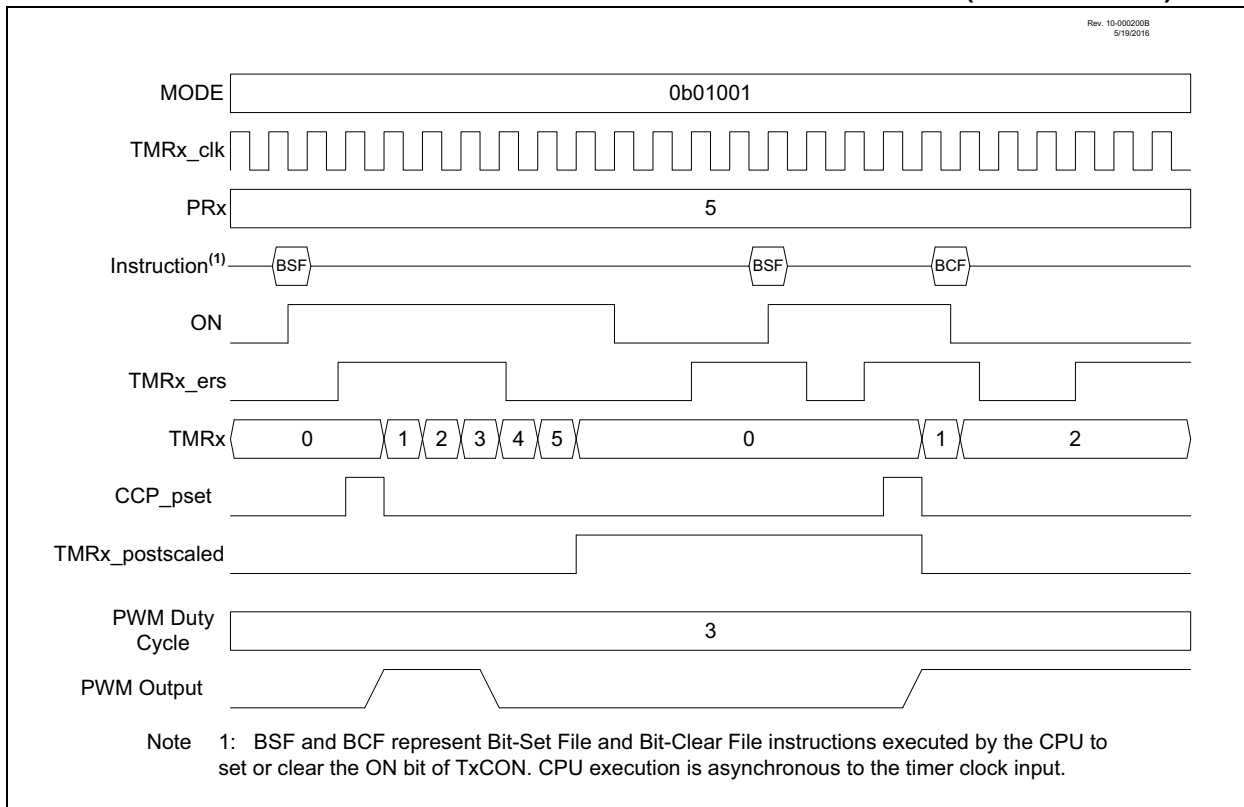 Rev. 10-000200B
5/19/2016
MODE 0b01001
TMRx_clk
PRx 5
Instruction(1) BSF BSF BCF
ON
TMRx_ers
TMRx 0 1 2 3 4 5 0 1 2
CCP_pset
TMRx_postscaled
PWM Duty
Cycle 3
PWM Output
Note 1: BSF and BCF represent Bit-Set File and Bit-Clear File instructions executed by the CPU to
set or clear the ON bit of TxCON. CPU execution is asynchronous to the timer clock input.